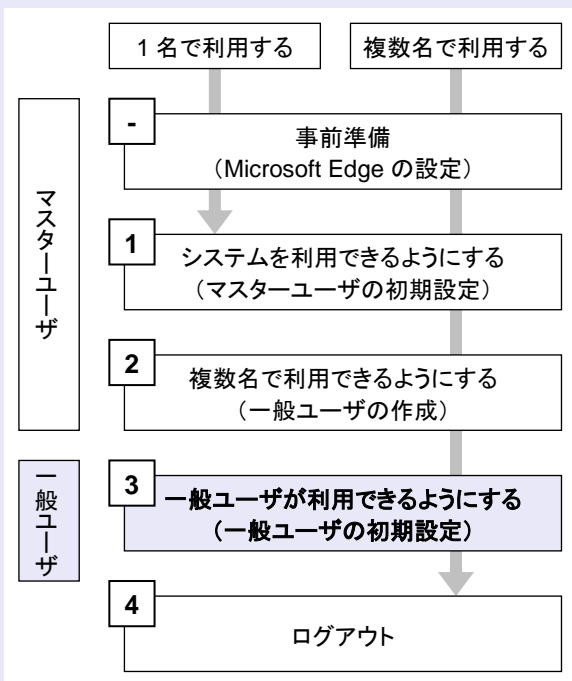 1 名で利用する
複数名で利用する
マスターユーザ
-
事前準備
（Microsoft Edge の設定）
1
システムを利用できるようにする
（マスターユーザの初期設定）
2
複数名で利用できるようにする
（一般ユーザの作成）
一般ユーザ
3
一般ユーザが利用できるようにする
（一般ユーザの初期設定）
4
ログアウト